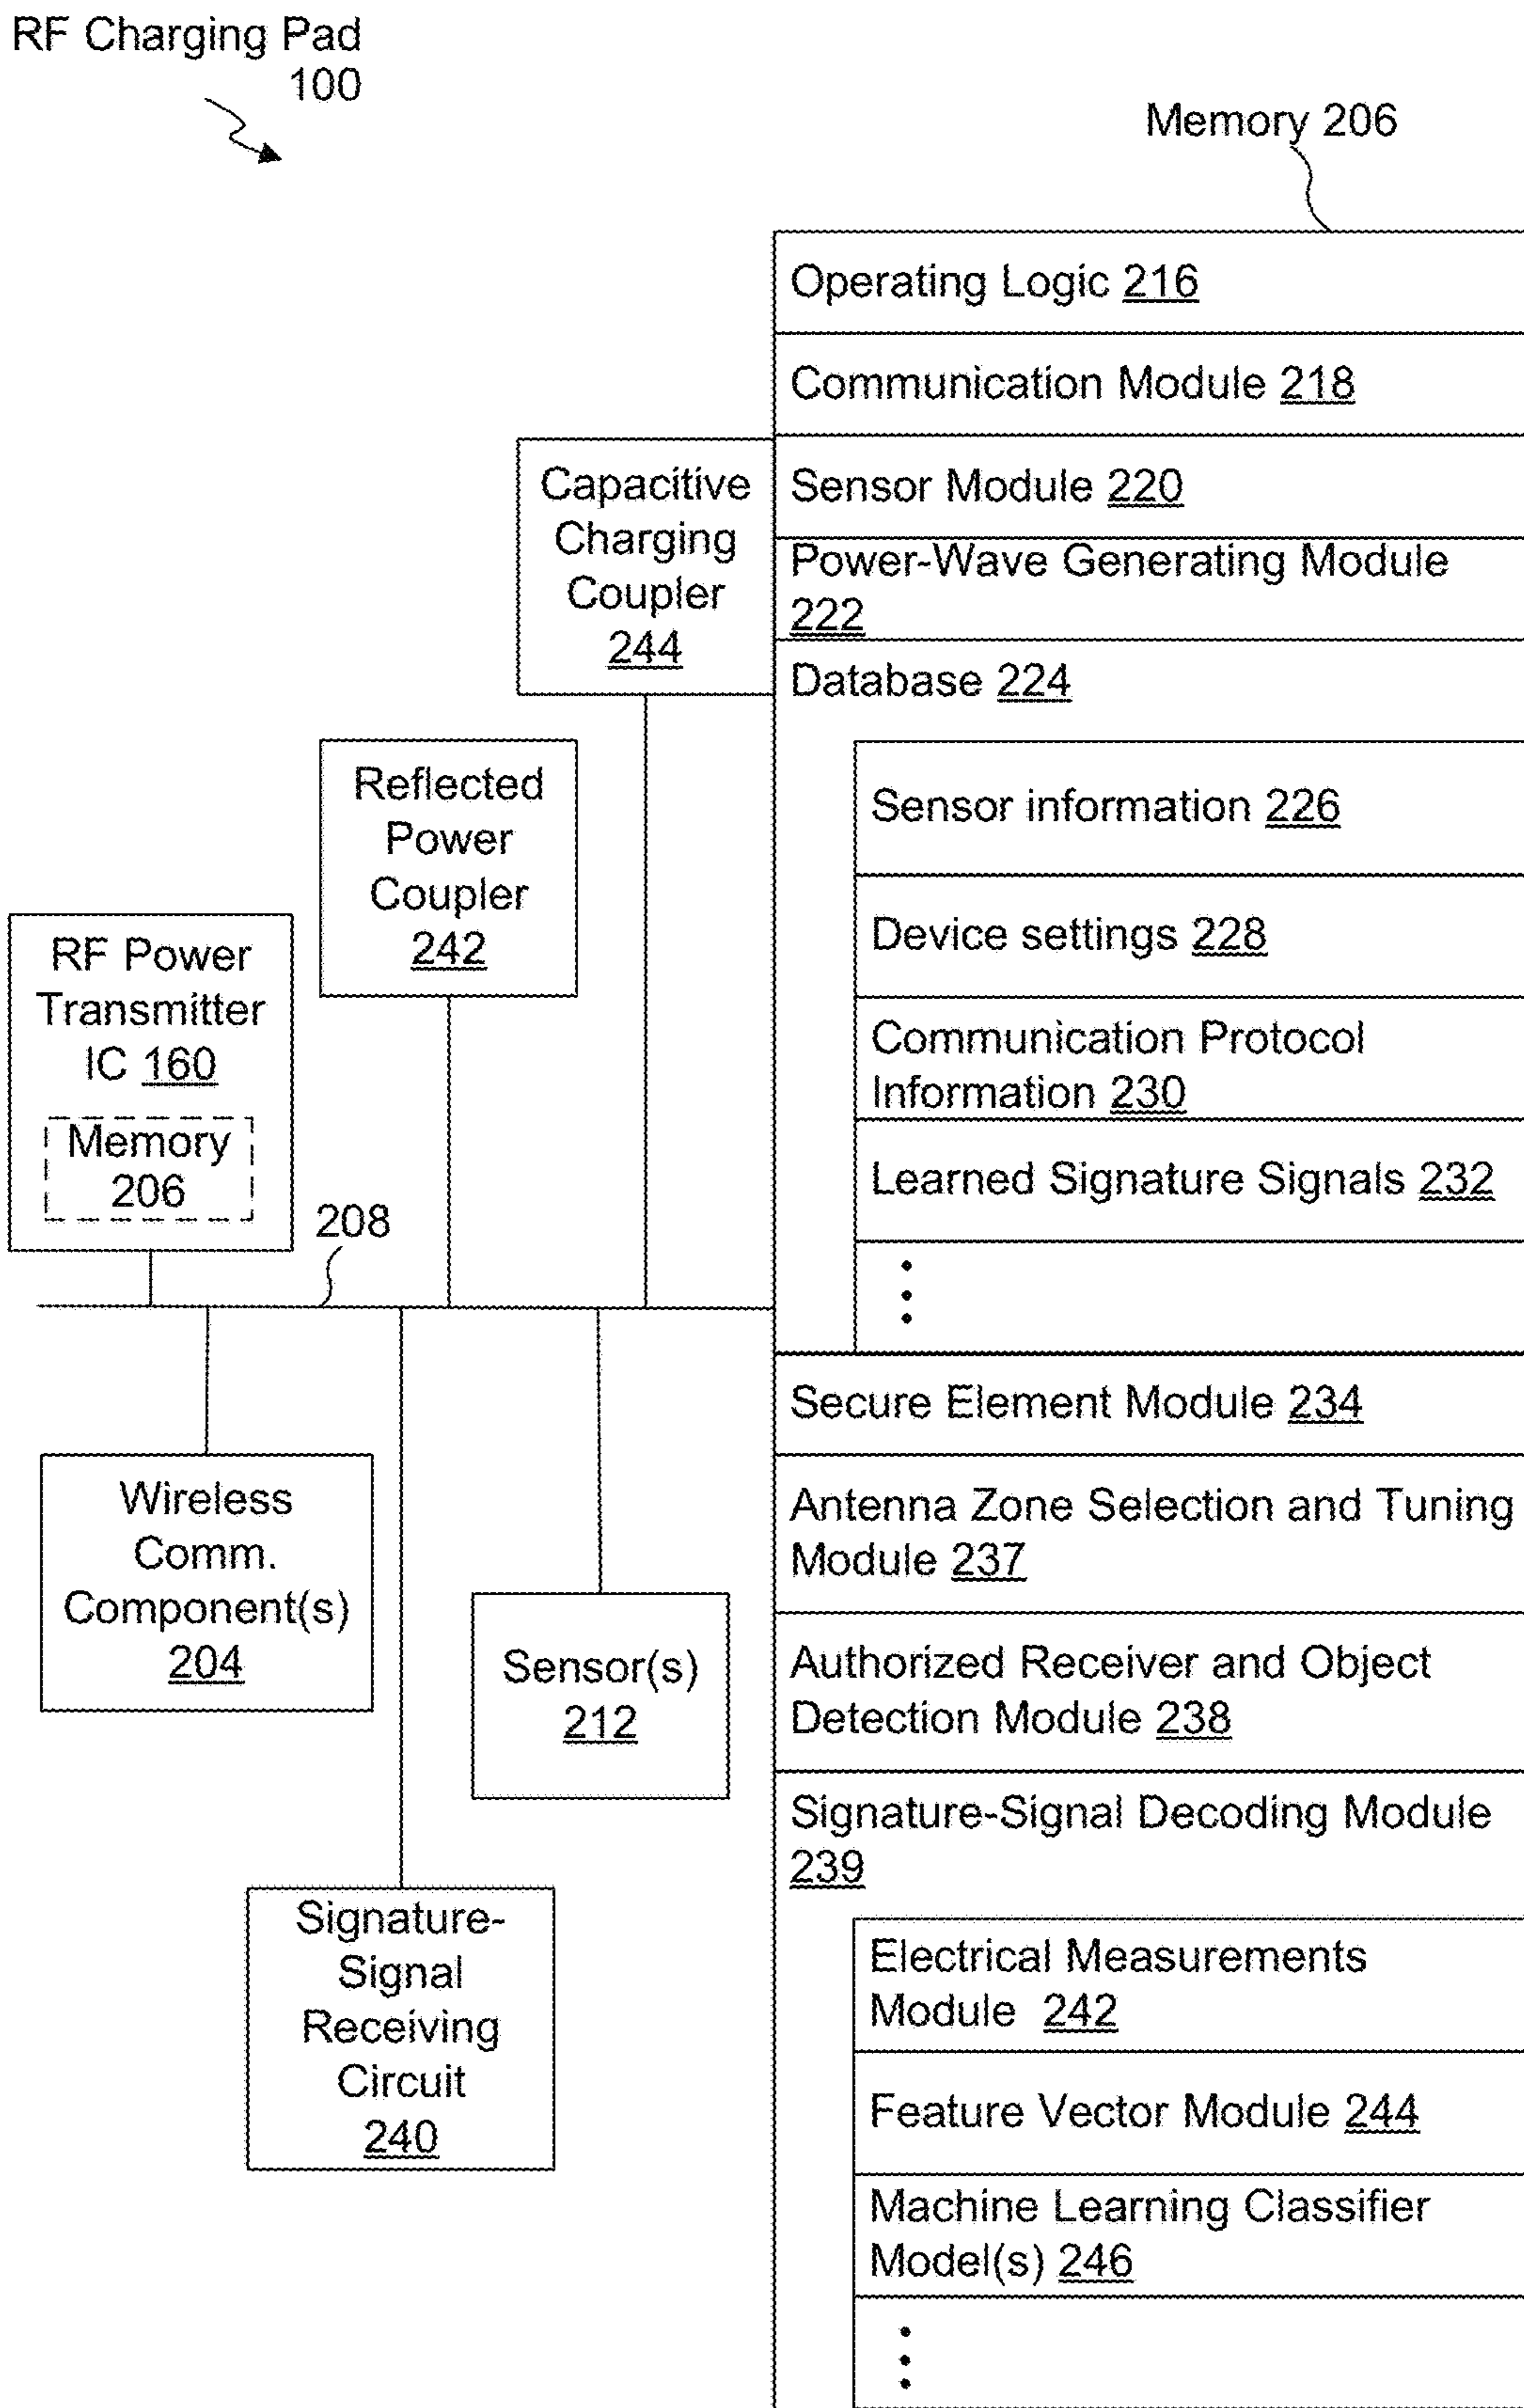 RF Charging Pad
100
Memory 206
Operating Logic 216
Communication Module 218
Sensor Module 220
Power-Wave Generating Module
222
Database 224
Sensor information 226
Device settings 228
Communication Protocol
Information 230
Learned Signature Signals 232
Secure Element Module 234
Antenna Zone Selection and Tuning
Module 237
Authorized Receiver and Object
Detection Module 238
Signature-Signal Decoding Module
239
Electrical Measurements
Module 242
Feature Vector Module 244
Machine Learning Classifier
Model(s) 246
Capacitive
Charging
Coupler
244
Reflected
Power
Coupler
242
RF Power
Transmitter
IC 160
Memory
206
208
Wireless
Comm.
Component(s)
204
Sensor(s)
212
Signature-
Signal
Receiving
Circuit
240